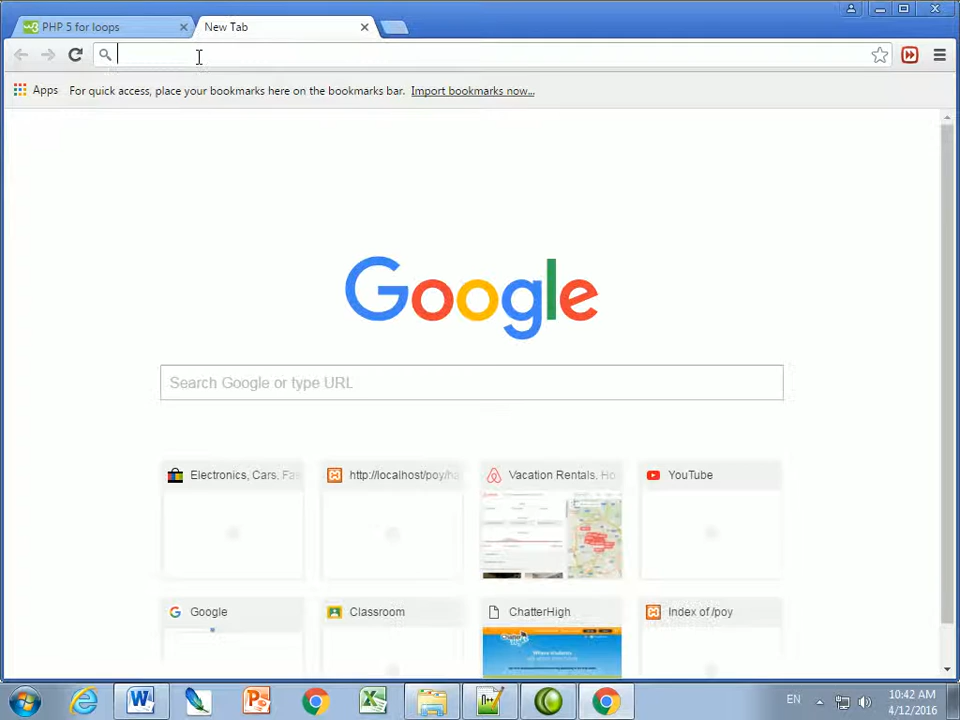 PHP 5 for loops
New Tab
Apps For quick access, place your bookmarks here on the bookmarks bar. Import bookmarks now...
Google
Search Google or type URL
Electronics, Cars, Fas
http://localhost/poy/ha
Vacation Rentals, Ho
YouTube
Google
Classroom
ChatterHigh
Index of /poy
EN
10:42 AM
4/12/2016